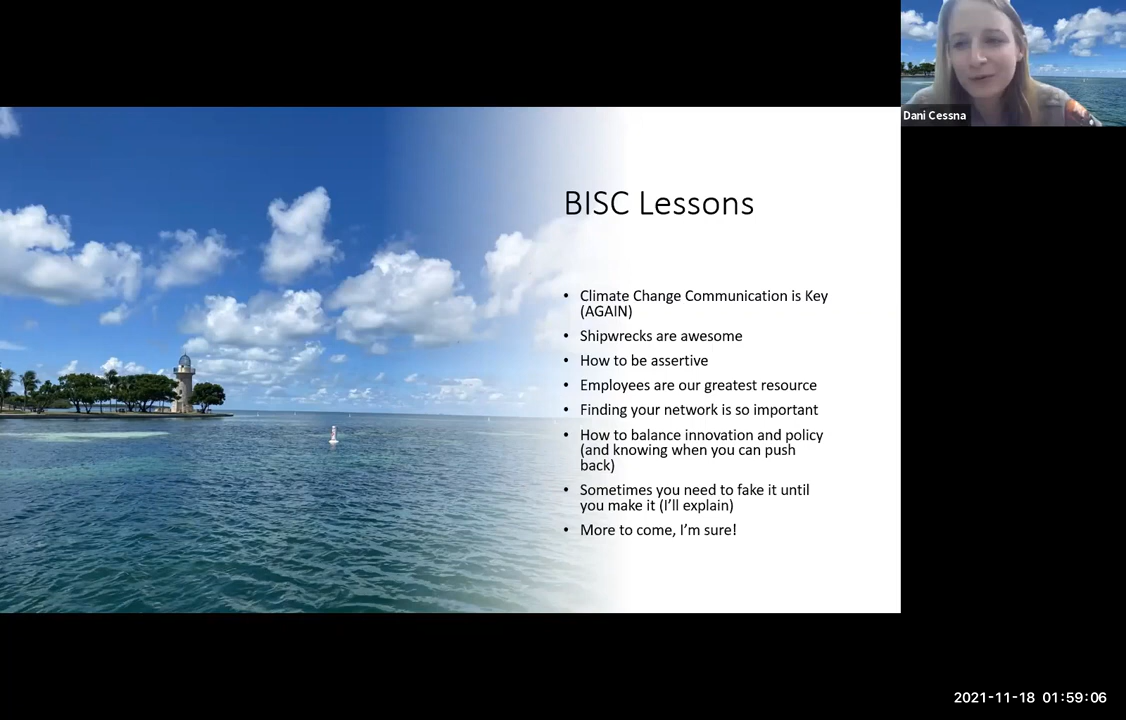 Dani Cessna
BISC Lessons
• Climate Change Communication is Key
(AGAIN)
• Shipwrecks are awesome
• How to be assertive
• Employees are our greatest resource
• Finding your network is so important
• How to balance innovation and policy
(and knowing when you can push
back)
• Sometimes you need to fake it until
you make it (I'll explain)
• More to come, I'm sure!
2021-11-18 01:59:06